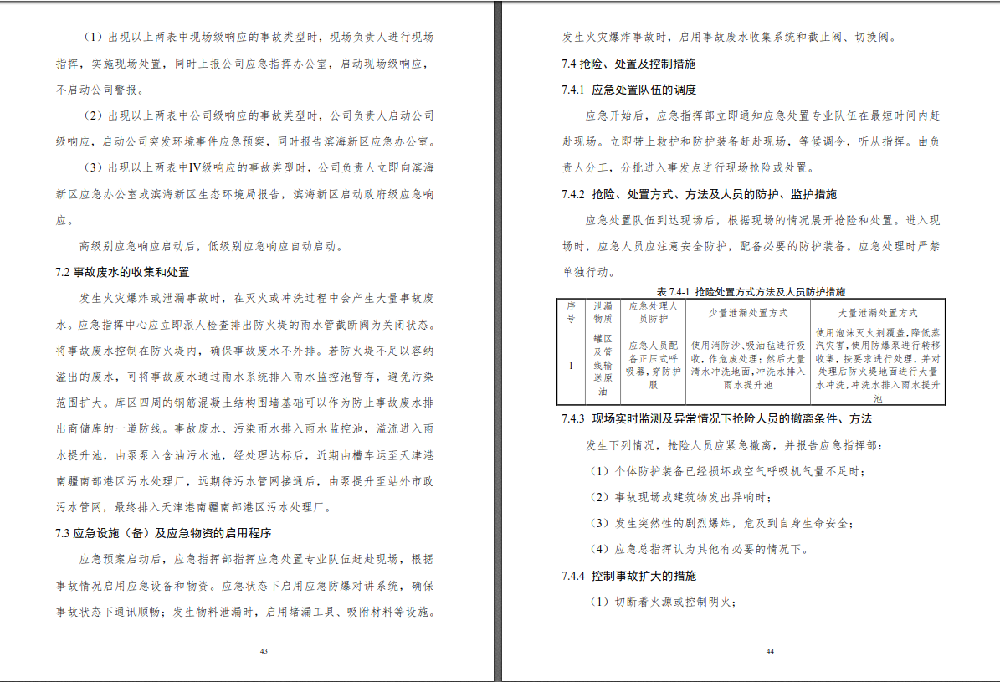 （1）出现以上两表中现场级响应的事故类型时，现场负责人进行现场
指挥，实施现场处置，同时上报公司应急指挥办公室，启动现场级响应，
不启动公司警报。
（2）出现以上两表中公司级响应的事故类型时，公司负责人启动公司
级响应，启动公司突发环境事件应急预案，同时报告滨海新区应急办公室。
（3）出现以上两表中IV级响应的事故类型时，公司负责人立即向滨海
新区应急办公室或滨海新区生态环境局报告，滨海新区启动政府级应急响
应。
高级别应急响应启动后，低级别应急响应自动启动。
7.2 事故废水的收集和处置
发生火灾爆炸或泄漏事故时，在灭火或冲洗过程中会产生大量事故废
水。应急指挥中心应立即派人检查排出防火堤的雨水管截断阀为关闭状态。
将事故废水控制在防火堤内，确保事故废水不外排。若防火堤不足以容纳
溢出的废水，可将事故废水通过雨水系统排入雨水监控池暂存，避免污染
范围扩大。库区四周的钢筋混凝土结构围墙基础可以作为防止事故废水排
出商储库的一道防线。事故废水、污染雨水排入雨水监控池，溢流进入雨
水提升池，由泵泵入含油污水池，经处理达标后，近期由槽车运至天津港
南疆南部港区污水处理厂，远期待污水管网接通后，由泵提升至站外市政
污水管网，最终排入天津港南疆南部港区污水处理厂。
7.3 应急设施（备）及应急物资的启用程序
应急预案启动后，应急指挥部指挥应急处置专业队伍赶赴现场，根据
事故情况启用应急设备和物资。应急状态下启用应急防爆对讲系统，确保
事故状态下通讯顺畅；发生物料泄漏时，启用堵漏工具、吸附材料等设施。
43
发生火灾爆炸事故时，启用事故废水收集系统和截止阀、切换阀。
7.4 抢险、处置及控制措施
7.4.1 应急处置队伍的调度
应急开始后，应急指挥部立即通知应急处置专业队伍在最短时间内赶
赴现场。立即带上救护和防护装备赶赴现场，等候调令，听从指挥。由负
责人分工，分批进入事发点进行现场抢险或处置。
7.4.2 抢险、处置方式、方法及人员的防护、监护措施
应急处置队伍到达现场后，根据现场的情况展开抢险和处置。进入现
场时，应急人员应注意安全防护，配备必要的防护装备。应急处理时严禁
单独行动。
表 7.4-1 抢险处置方式方法及人员防护措施
序
号
泄漏
物质
应急处理人
员防护
少量泄漏处置方式
大量泄漏处置方式
1
罐区
及管
线输
送原
油
应急人员配
备正压式呼
吸器，穿防护
服
使用消防沙、吸油毡进行吸
收，作危废处理；然后大量
清水冲洗地面，冲洗水排入
雨水提升池
使用泡沫灭火剂覆盖，降低蒸
汽灾害，使用防爆泵进行转移
收集，按要求进行处理，并对
处理后防火堤地面进行大量
水冲洗，冲洗水排入雨水提升
池
7.4.3 现场实时监测及异常情况下抢险人员的撤离条件、方法
发生下列情况，抢险人员应紧急撤离，并报告应急指挥部：
（1）个体防护装备已经损坏或空气呼吸机气量不足时；
（2）事故现场或建筑物发出异响时；
（3）发生突然性的剧烈爆炸，危及到自身生命安全；
（4）应急总指挥认为其他有必要的情况下。
7.4.4 控制事故扩大的措施
（1）切断着火源或控制明火；
44